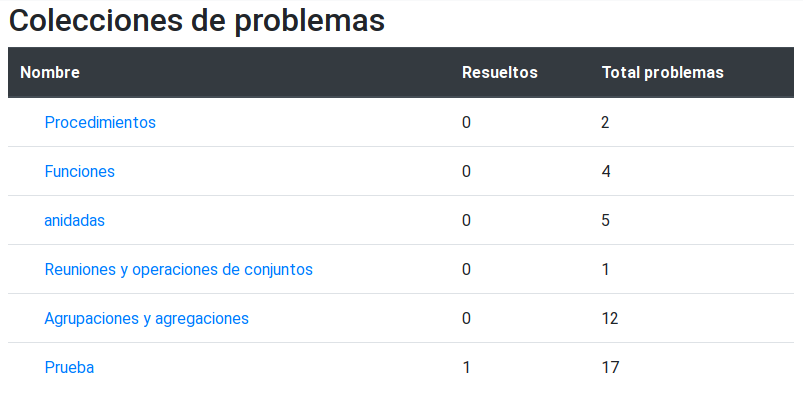 Colecciones de problemas
Nombre Resueltos Total problemas
Procedimientos 0 2
Funciones 0 4
anidadas 0 5
Reuniones y operaciones de conjuntos 0 1
Agrupaciones y agregaciones 0 12
Prueba 1 17